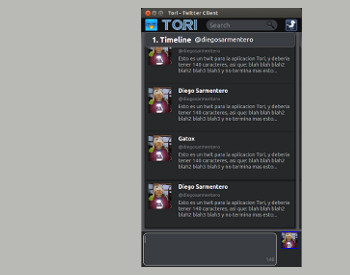 Tori - Twitter Client
TORI
Search
1. Timeline @diegosarmentero
@diegosarmentero
Esto es un twit para la aplicacion Tori, y deberia
tener 140 caracteres, asi que: blah blah blah2
blah3 blah3 y no termina mas esto...
Diego Sarmentero
@diegosarmentero
Esto es un twit para la aplicacion Tori, y deberia
tener 140 caracteres, asi que: blah blah blah2
blah3 blah3 y no termina mas esto...
Gatox
@diegosarmentero
Esto es un twit para la aplicacion Tori, y deberia
tener 140 caracteres, asi que: blah blah blah2
blah3 blah3 y no termina mas esto...
Diego Sarmentero
@diegosarmentero
Esto es un twit para la aplicacion Tori, y deberia
tener 140 caracteres, asi que: blah blah blah2
blah3 blah3 y no termina mas esto...
140